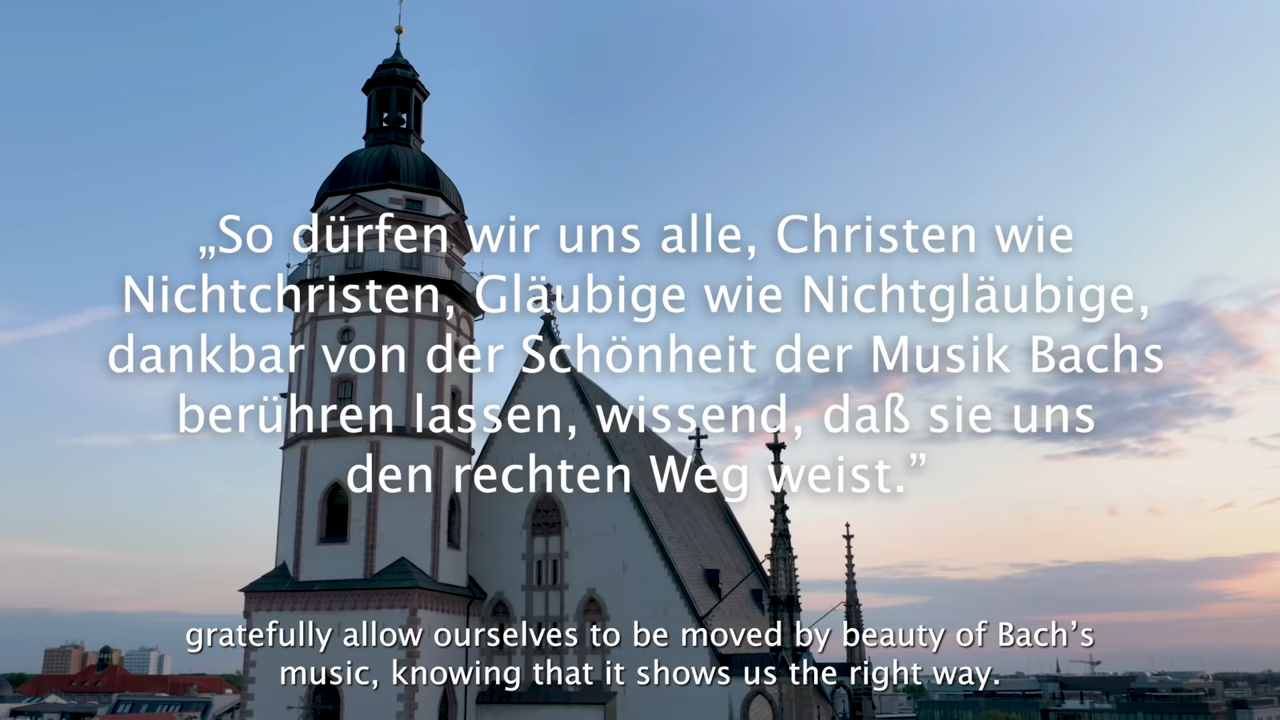 „So dürfen wir uns alle, Christen wie
Nichtchristen, Gläubige wie Nichtgläubige,
dankbar von der Schönheit der Musik Bachs
berühren lassen, wissend, daß sie uns
den rechten Weg weist.”
gratefully allow ourselves to be moved by beauty of Bach’s
music, knowing that it shows us the right way.